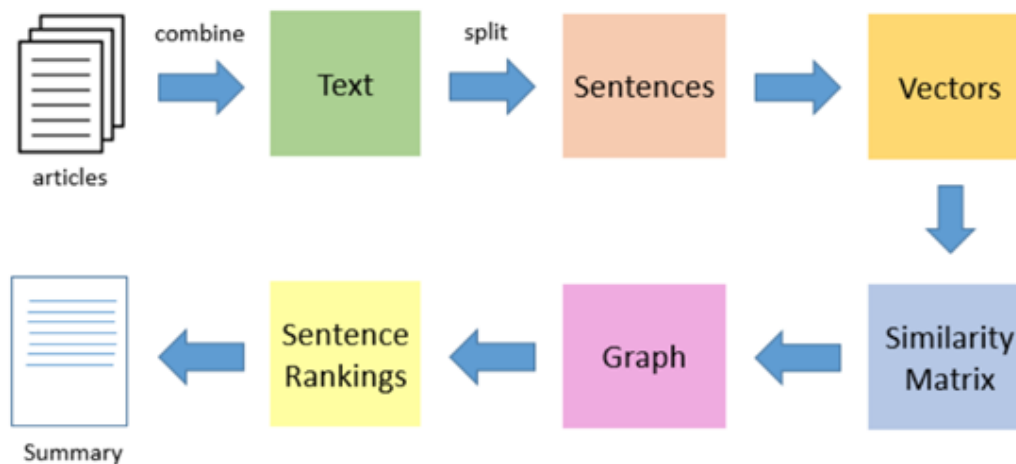 combine
split
Text
Sentences
Vectors
articles
Sentence
Rankings
Graph
Similarity
Matrix
Summary